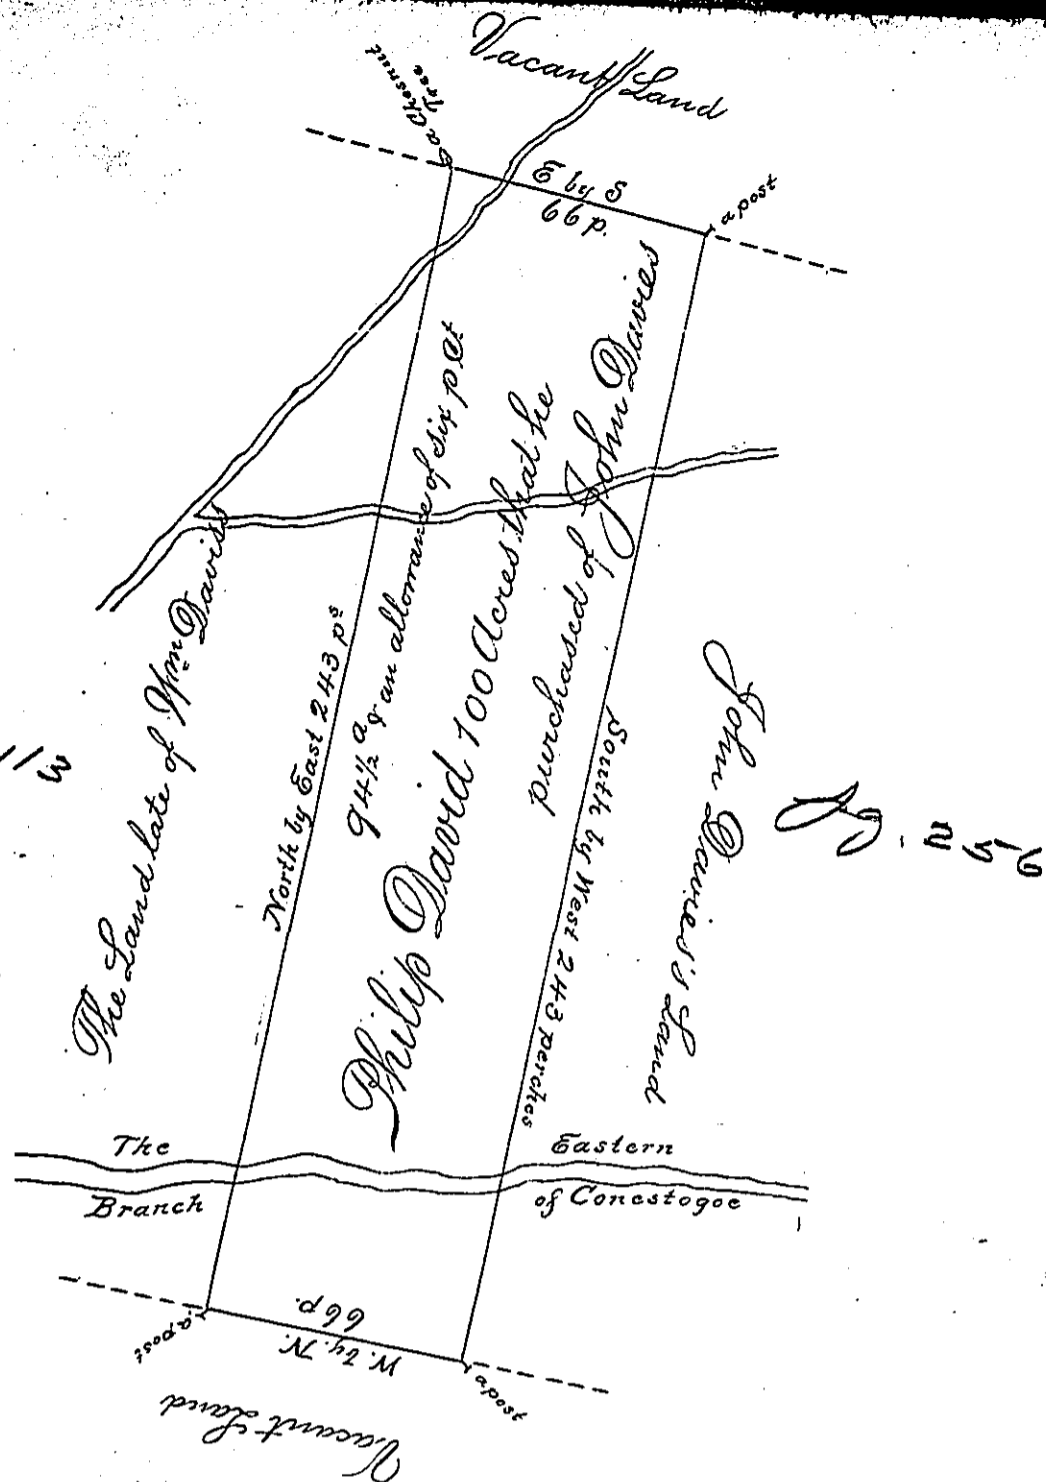 Vacant Land
a Chesnut
Tree
E by S
66 p.
a post
94½ a & an allowance of six p Ct
Philip David 100 Acres that he
purchased of John Davies
North by East 243 ps
The Land late of Wm Daviss
South by West 243 perches
John Davies's Land
The Eastern
Branch of Conestogoe
66 p.
W. by. N.
a post
a post
Vacant Land